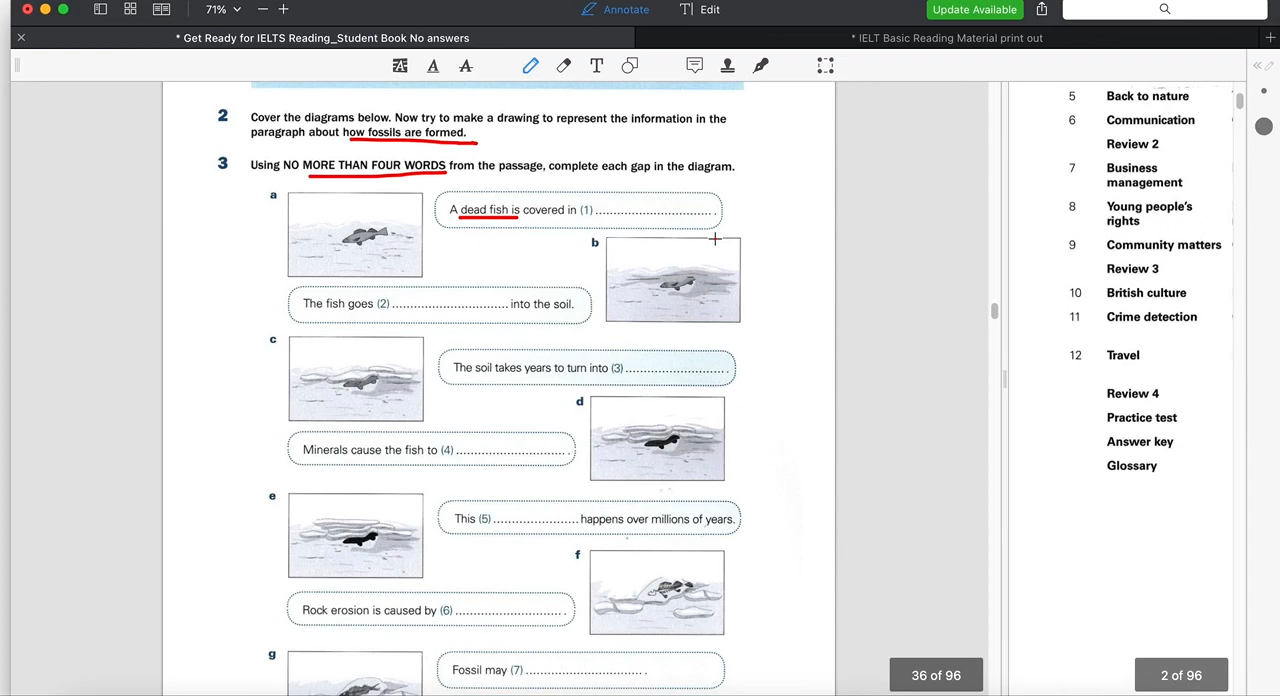 71%
Annotate
Edit
Update Available
* Get Ready for IELTS Reading_Student Book No answers
* IELT Basic Reading Material print out
2 Cover the diagrams below. Now try to make a drawing to represent the information in the
paragraph about how fossils are formed.
3 Using NO MORE THAN FOUR WORDS from the passage, complete each gap in the diagram.
a
A dead fish is covered in (1) ................................ .
b
The fish goes (2) ................................ into the soil.
c
The soil takes years to turn into (3) ............................ .
d
Minerals cause the fish to (4) .............................. .
e
This (5) ....................... happens over millions of years.
f
Rock erosion is caused by (6) .............................. .
g
Fossil may (7) ................................ .
5 Back to nature
6 Communication
Review 2
7 Business
management
8 Young people's
rights
9 Community matters
Review 3
10 British culture
11 Crime detection
12 Travel
Review 4
Practice test
Answer key
Glossary
36 of 96
2 of 96